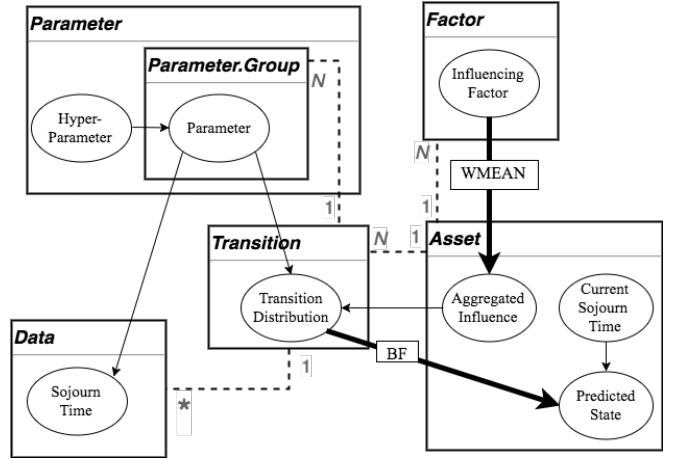 Parameter
Factor
Parameter.Group
N
Influencing
Factor
Hyper-
Parameter
Parameter
N
WMEAN
1
1
Transition
N
1
Asset
Transition
Distribution
Aggregated
Influence
Current
Sojourn
Time
Data
BF
1
Sojourn
Time
*
Predicted
State